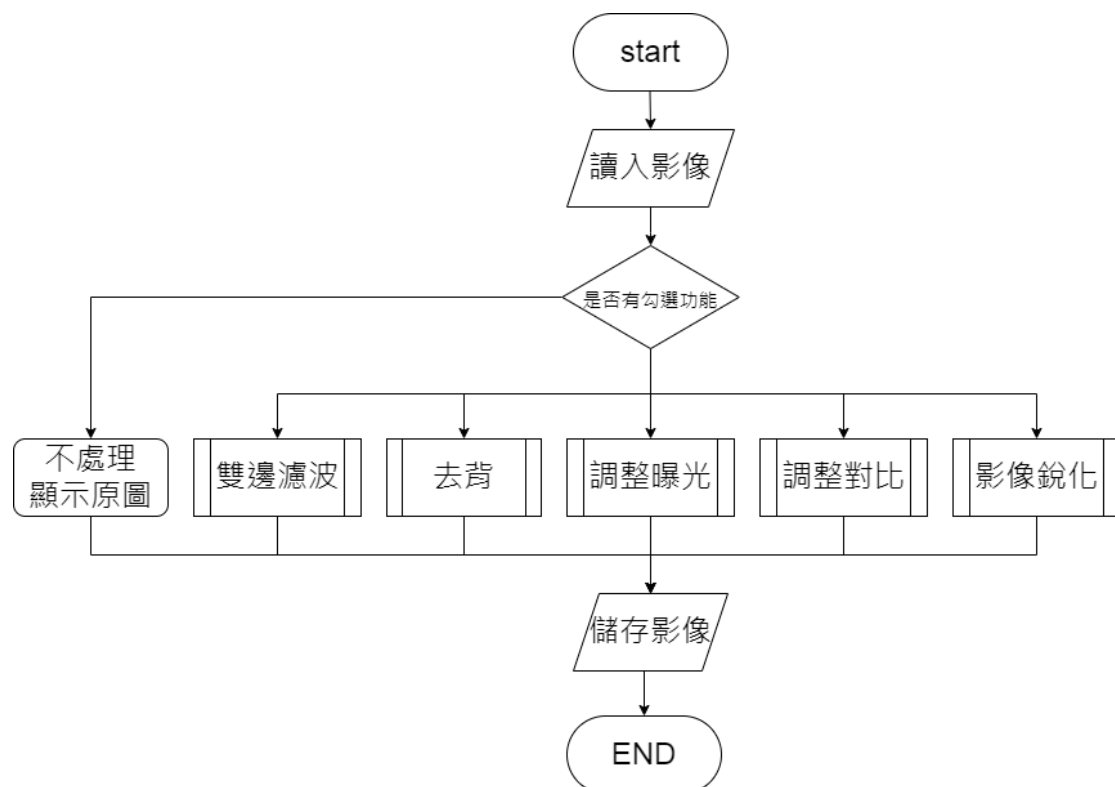 start
讀入影像
是否有勾選功能
不處理
顯示原圖
雙邊濾波
去背
調整曝光
調整對比
影像銳化
儲存影像
END